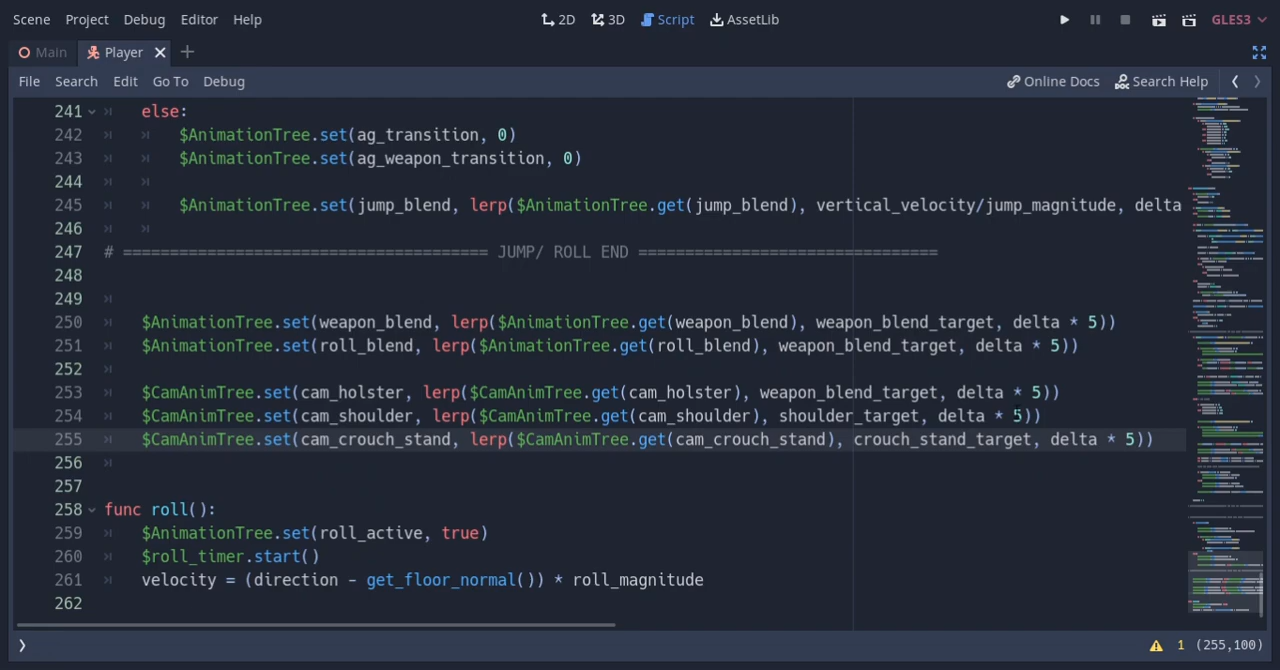 Scene Project Debug Editor Help 2D 3D Script AssetLib GLES3
Main Player
File Search Edit Go To Debug Online Docs Search Help
241 else:
242 $AnimationTree.set(ag_transition, 0)
243 $AnimationTree.set(ag_weapon_transition, 0)
244
245 $AnimationTree.set(jump_blend, lerp($AnimationTree.get(jump_blend), vertical_velocity/jump_magnitude, delta
246
247 # ======================================= JUMP/ ROLL END ================================
248
249
250 $AnimationTree.set(weapon_blend, lerp($AnimationTree.get(weapon_blend), weapon_blend_target, delta * 5))
251 $AnimationTree.set(roll_blend, lerp($AnimationTree.get(roll_blend), weapon_blend_target, delta * 5))
252
253 $CamAnimTree.set(cam_holster, lerp($CamAnimTree.get(cam_holster), weapon_blend_target, delta * 5))
254 $CamAnimTree.set(cam_shoulder, lerp($CamAnimTree.get(cam_shoulder), shoulder_target, delta * 5))
255 $CamAnimTree.set(cam_crouch_stand, lerp($CamAnimTree.get(cam_crouch_stand), crouch_stand_target, delta * 5))
256
257
258 func roll():
259 $AnimationTree.set(roll_active, true)
260 $roll_timer.start()
261 velocity = (direction - get_floor_normal()) * roll_magnitude
262
1 (255,100)